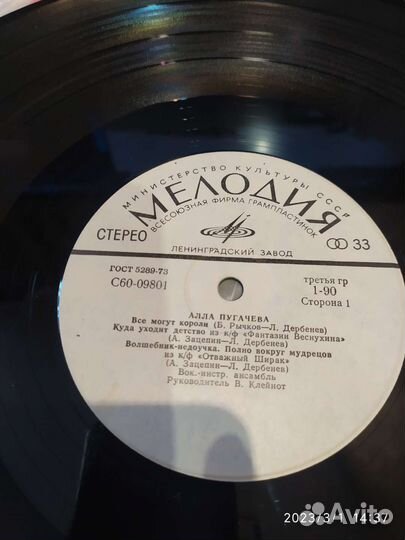 МИНИСТЕРСТВО КУЛЬТУРЫ СССР
МЕЛОДИЯ
ВСЕСОЮЗНАЯ ФИРМА ГРАМПЛАСТИНОК
СТЕРЕО
33
ЛЕНИНГРАДСКИЙ ЗАВОД
ГОСТ 5289-73
С60-09801
третья гр
1-90
Сторона 1
АЛЛА ПУГАЧЕВА
Все могут короли (Б. Рычков—Л. Дербенев)
Куда уходит детство из к/ф «Фантазии Веснухина»
(А. Зацепин—Л. Дербенев)
Волшебник-недоучка. Полно вокруг мудрецов
из к/ф «Отважный Ширак»
(А. Зацепин—Л. Дербенев)
Вок.-инстр. ансамбль
Руководитель В. Клейнот
2023/3/1 14:37
Avito